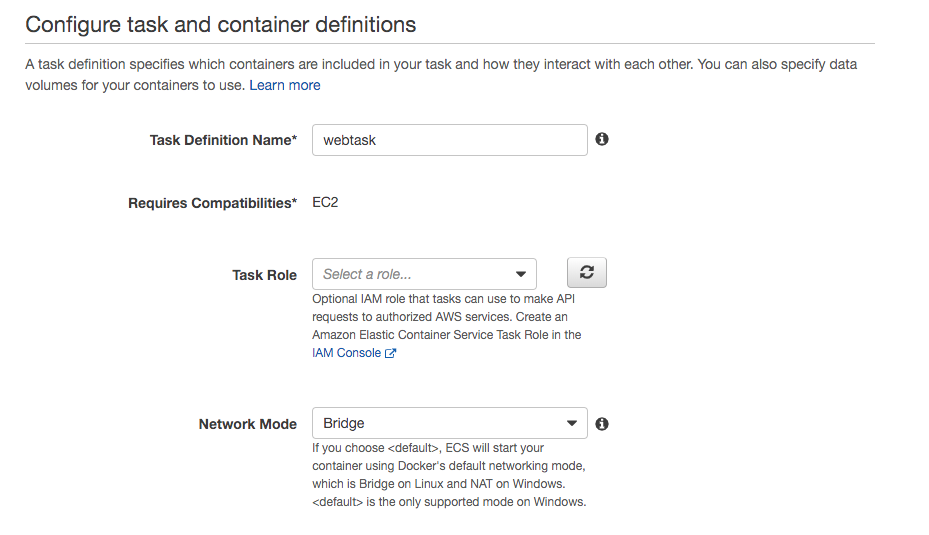 Configure task and container definitions
A task definition specifies which containers are included in your task and how they interact with each other. You can also specify data
volumes for your containers to use. Learn more
Task Definition Name* webtask
Requires Compatibilities* EC2
Task Role Select a role...
Optional IAM role that tasks can use to make API
requests to authorized AWS services. Create an
Amazon Elastic Container Service Task Role in the
IAM Console
Network Mode Bridge
If you choose <default>, ECS will start your
container using Docker's default networking mode,
which is Bridge on Linux and NAT on Windows.
<default> is the only supported mode on Windows.